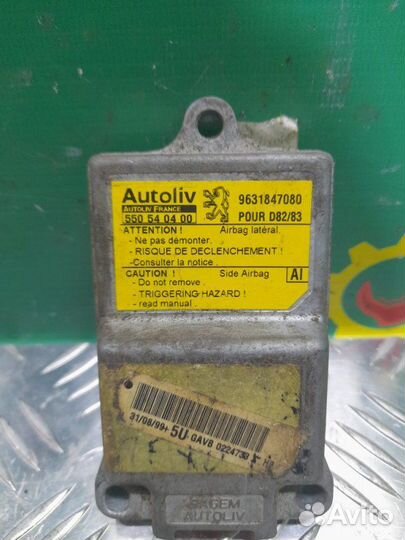 Autoliv
AUTOLIV FRANCE
550 54 04 00
9631847080
POUR D82/83
ATTENTION ! Airbag latéral.
- Ne pas démonter.
- RISQUE DE DECLENCHEMENT !
-Consulter la notice.
CAUTION ! Side Airbag AI
- Do not remove.
- TRIGGERING HAZARD !
- read manual.
31/08/99+ 5U GAV8 0224733
SAGEM
AUTOLIV
Avito